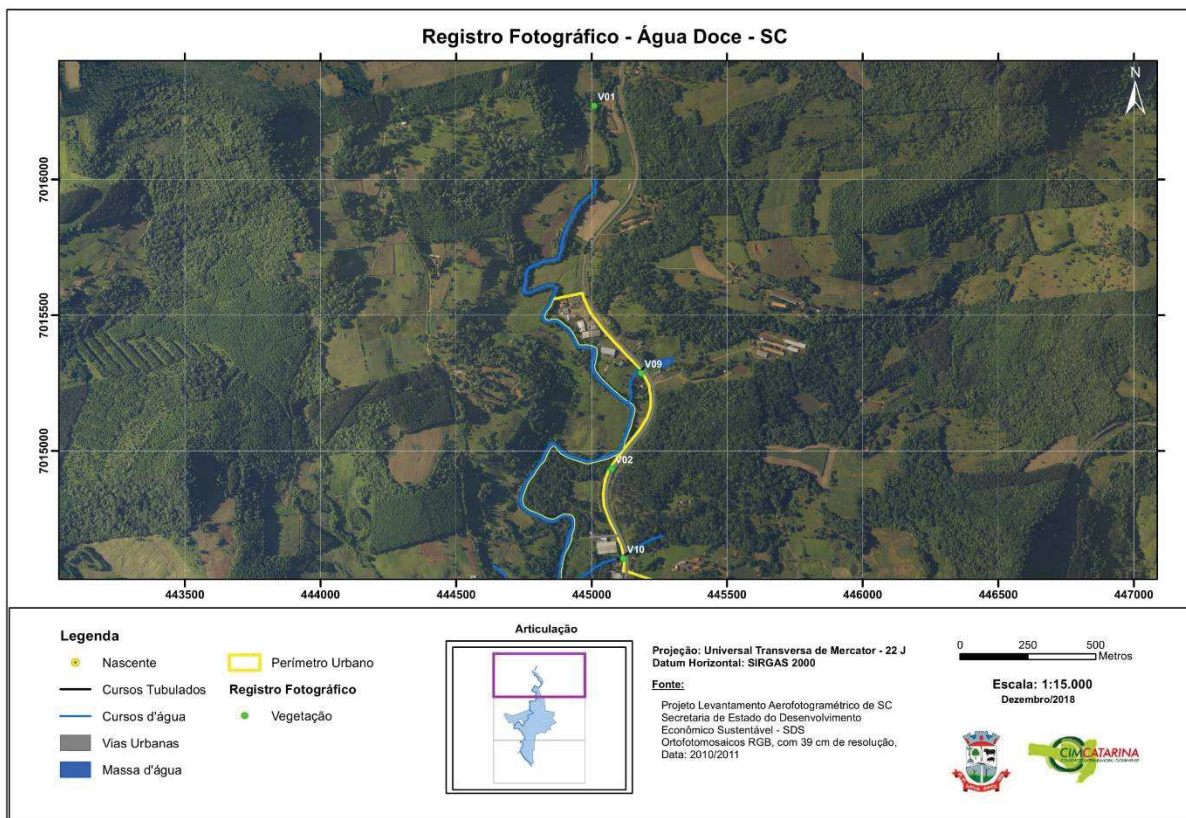 Registro Fotográfico - Água Doce - SC
N
V01
V09
V02
V10
7016000
7015500
7015000
443500
444000
444500
445000
445500
446000
446500
447000
Legenda
Nascente
Cursos Tubulados
Cursos d'água
Vias Urbanas
Massa d'água
Perímetro Urbano
Registro Fotográfico
Vegetação
Articulação
Projeção: Universal Transversa de Mercator - 22 J
Datum Horizontal: SIRGAS 2000
Fonte:
Projeto Levantamento Aerofotogramétrico de SC
Secretaria de Estado do Desenvolvimento
Econômico Sustentável - SDS
Ortofotomosaicos RGB, com 39 cm de resolução,
Data: 2010/2011
0 250 500
Metros
Escala: 1:15.000
Dezembro/2018
CIMCATARINA